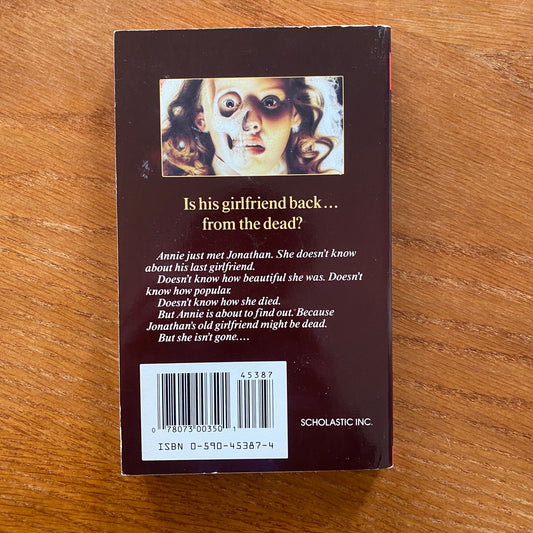 Is his girlfriend back...
from the dead?
Annie just met Jonathan. She doesn't know
about his last girlfriend.
Doesn't know how beautiful she was. Doesn't
know how popular.
Doesn't know how she died.
But Annie is about to find out. Because
Jonathan's old girlfriend might be dead.
But she isn't gone....
45387
0 78073 00350 1
ISBN 0-590-45387-4
SCHOLASTIC INC.